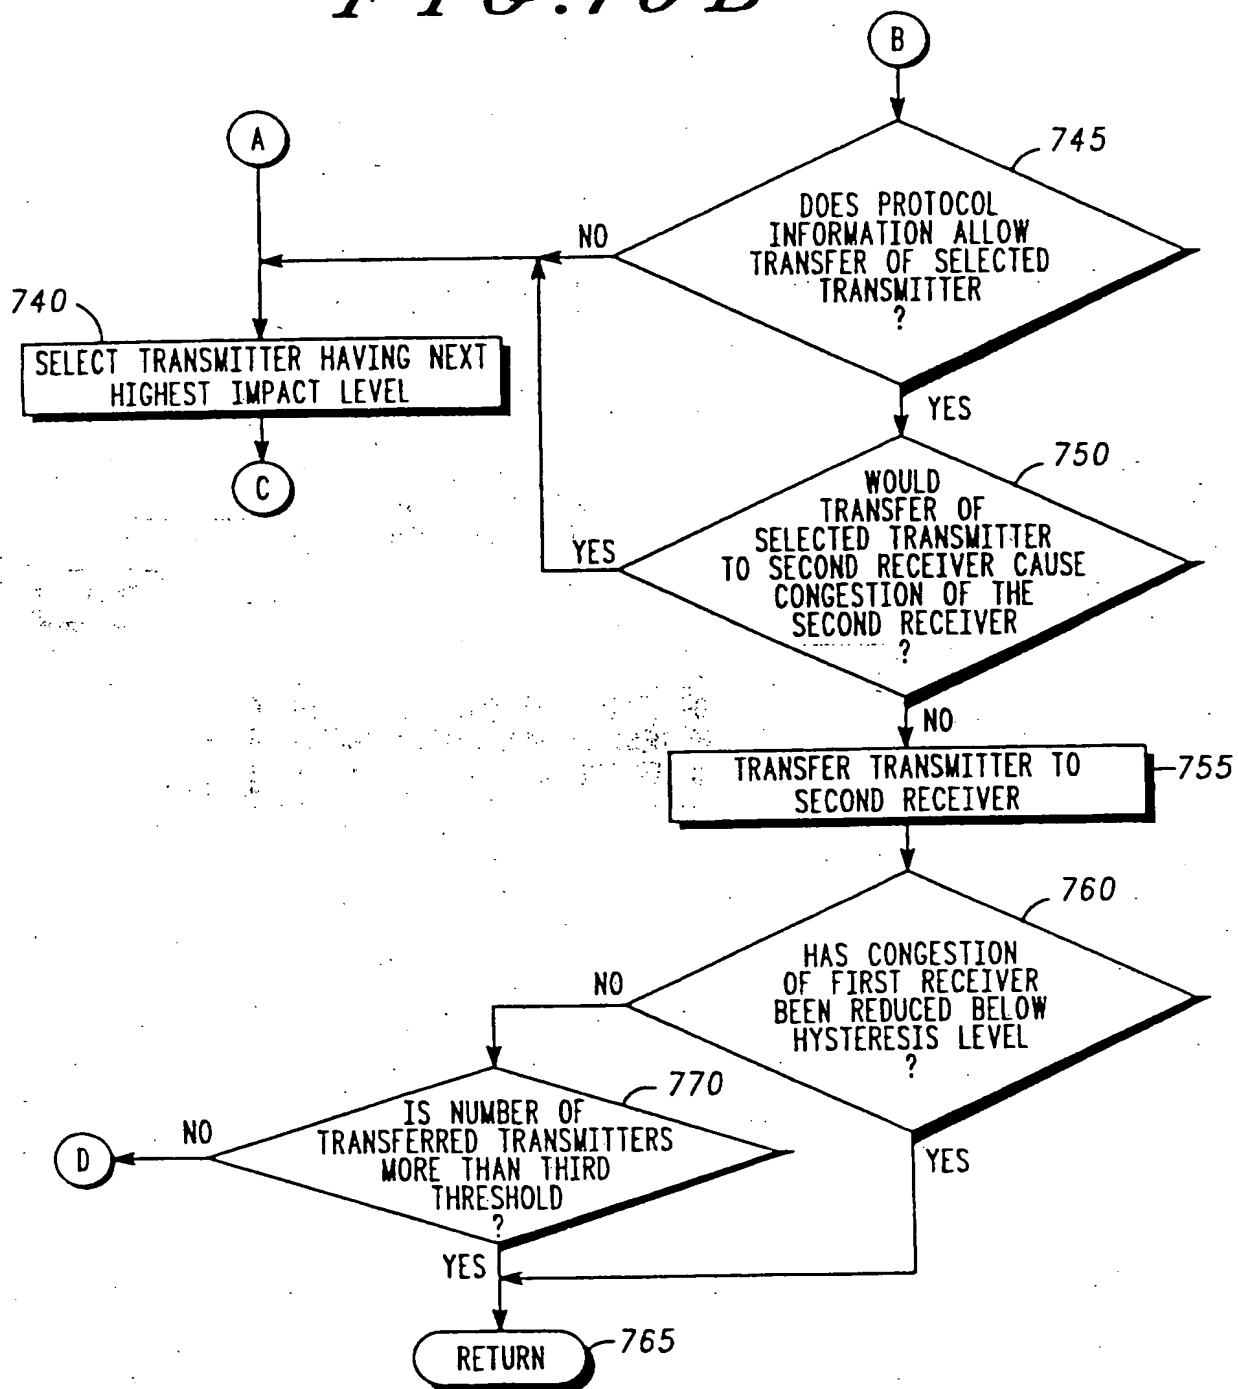 B
A
745
DOES PROTOCOL
INFORMATION ALLOW
TRANSFER OF SELECTED
TRANSMITTER
?
NO
740
SELECT TRANSMITTER HAVING NEXT
HIGHEST IMPACT LEVEL
YES
C
750
WOULD
TRANSFER OF
SELECTED TRANSMITTER
TO SECOND RECEIVER CAUSE
CONGESTION OF THE
SECOND RECEIVER
?
YES
NO
TRANSFER TRANSMITTER TO
SECOND RECEIVER
755
760
HAS CONGESTION
OF FIRST RECEIVER
BEEN REDUCED BELOW
HYSTERESIS LEVEL
?
NO
YES
770
IS NUMBER OF
TRANSFERRED TRANSMITTERS
MORE THAN THIRD
THRESHOLD
?
NO
D
YES
RETURN
765